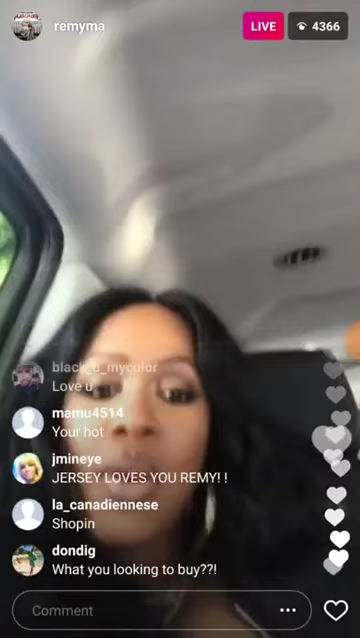 remyma
LIVE
4366
black_u_mycolor
Love u
mamu4514
Your hot
jmineye
JERSEY LOVES YOU REMY! !
la_canadiennese
Shopin
dondig
What you looking to buy??!
Comment